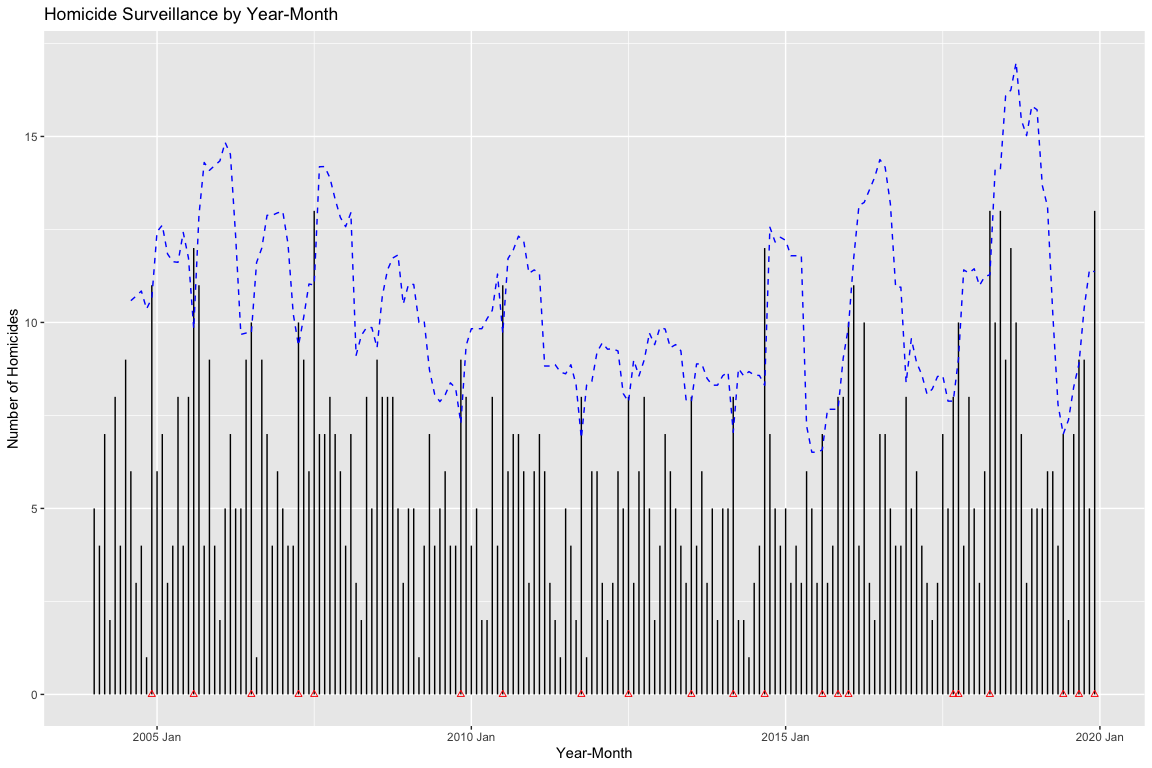 Homicide Surveillance by Year-Month
Number of Homicides
15
10
5
0
2005 Jan
2010 Jan
2015 Jan
2020 Jan
Year-Month